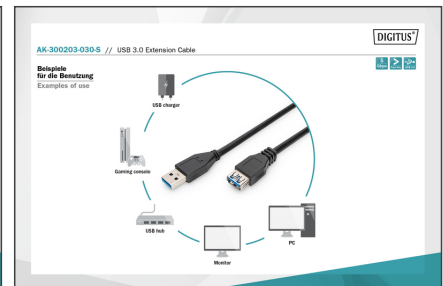 DIGITUS®
AK-300203-030-S // USB 3.0 Extension Cable
Beispiele
für die Benutzung
Examples of use
USB charger
Gaming console
USB hub
Monitor
PC